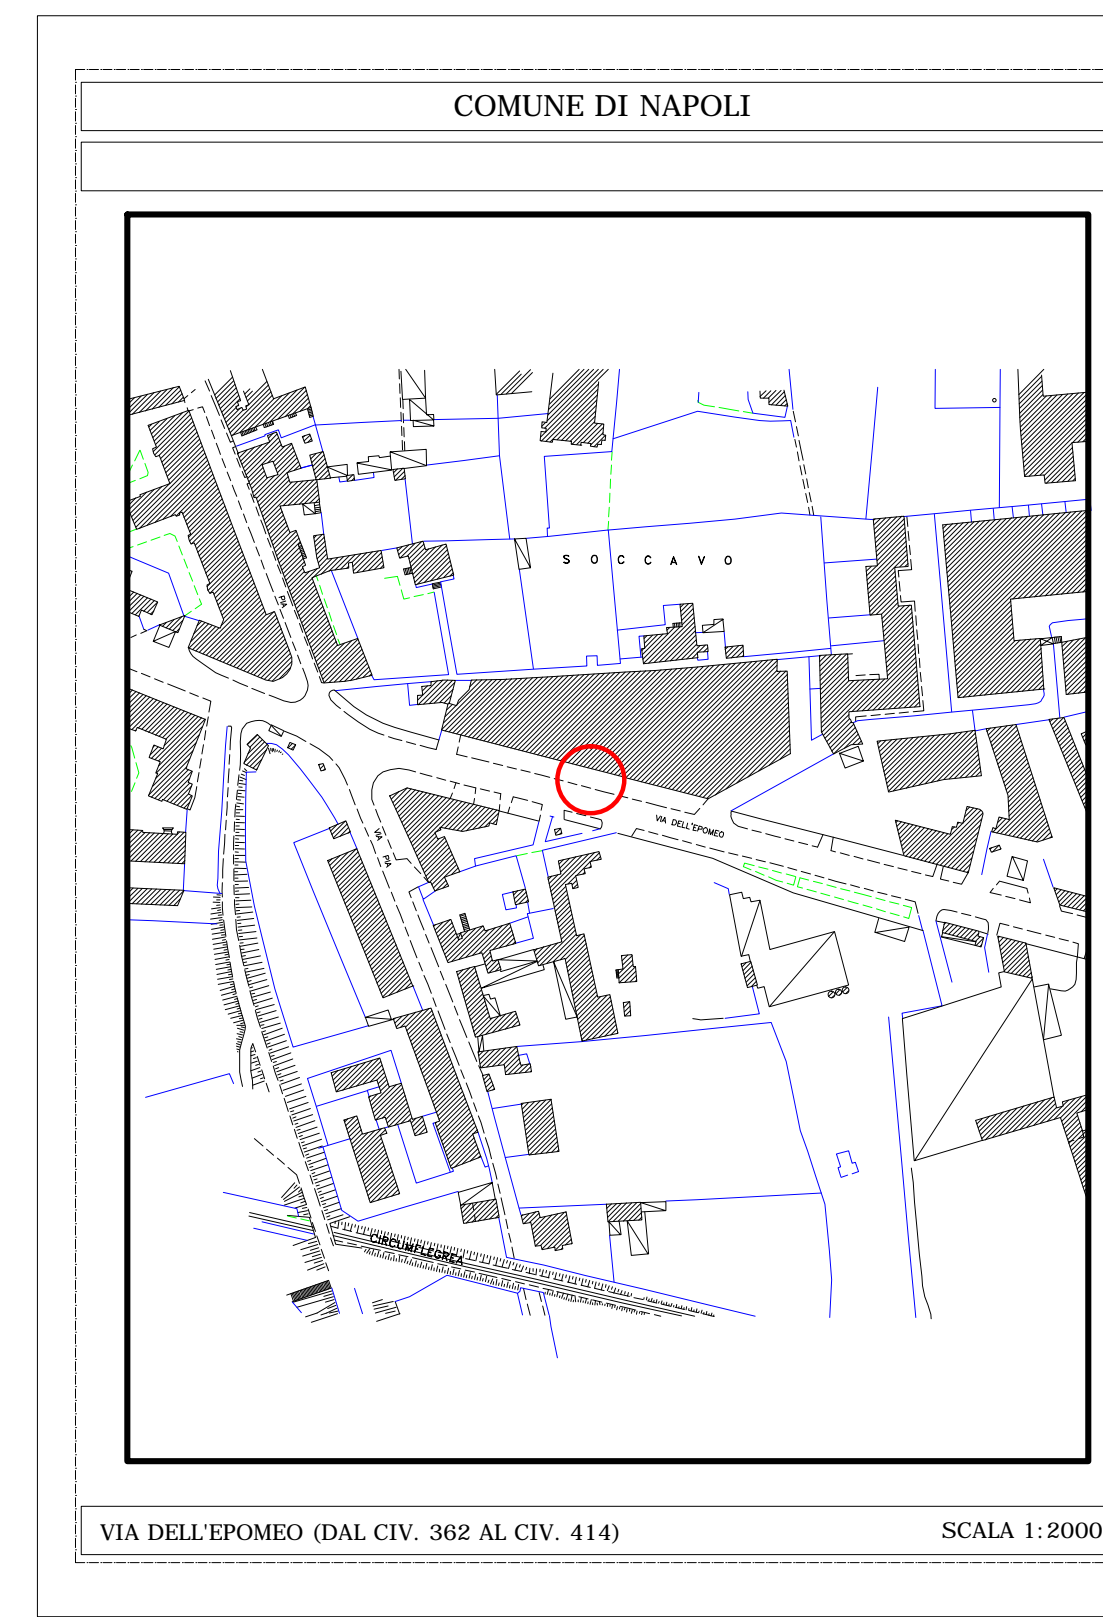 COMUNE DI NAPOLI
S O C C A V O
PIA
VIA DELL'EPOMEO
VIA PIA
CIRCUMFLEGREA
VIA DELL'EPOMEO (DAL CIV. 362 AL CIV. 414)
SCALA 1:2000